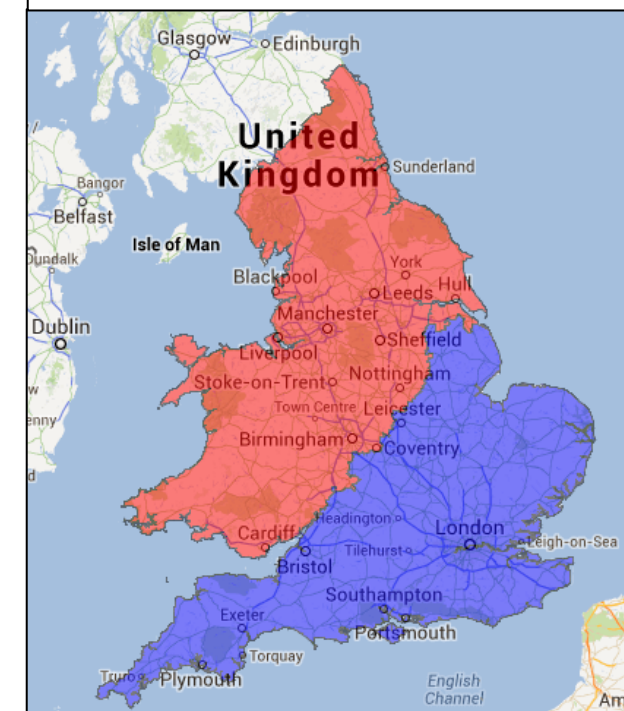 Glasgow
Edinburgh
United
Kingdom
Sunderland
Bangor
Belfast
Isle of Man
Dundalk
York
Blackpool
Leeds
Hull
Manchester
Dublin
Sheffield
Liverpool
Nottingham
Stoke-on-Trent
Town Centre
Leicester
Birmingham
Coventry
Headington
London
Cardiff
Tilehurst
Leigh-on-Sea
Bristol
Southampton
Exeter
Portsmouth
Torquay
Truro
Plymouth
English
Channel
Am
w
enny
d